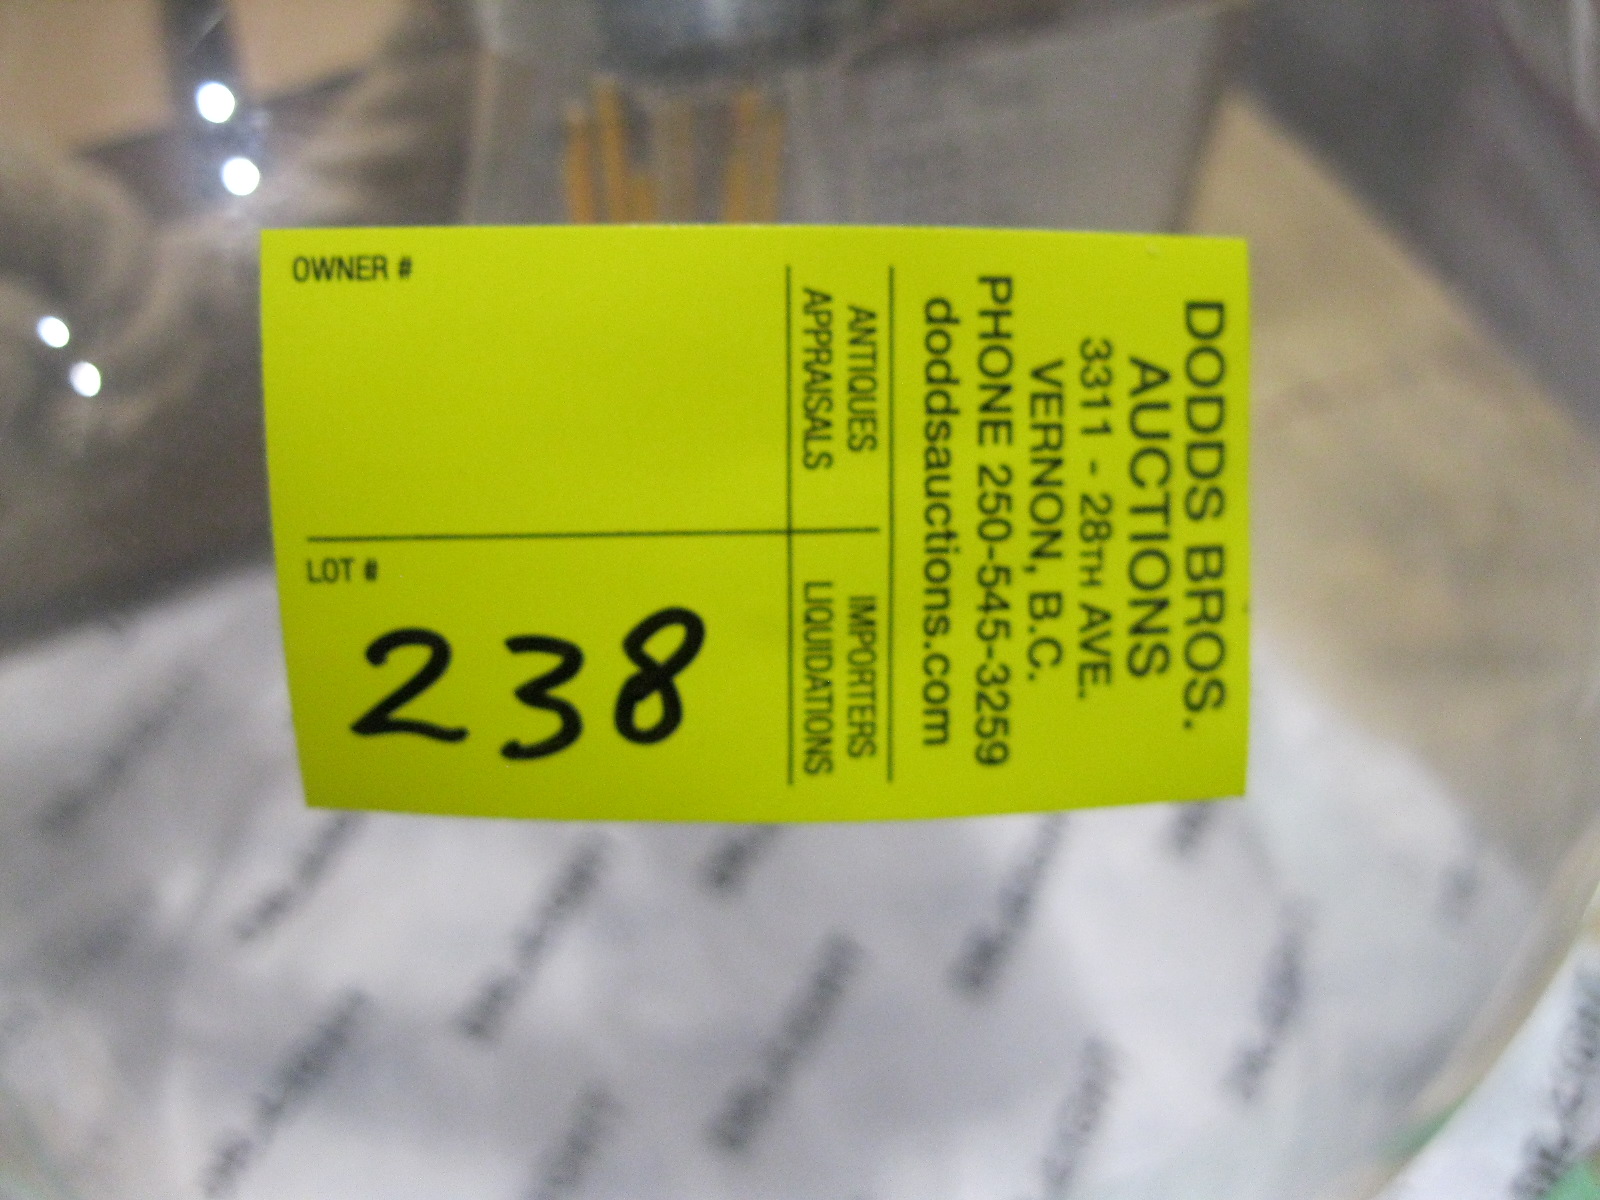 DODDS BROS.
AUCTIONS
3311 - 28TH AVE.
VERNON, B.C.
PHONE 250-545-3259
doddsauctions.com
ANTIQUES IMPORTERS
APPRAISALS LIQUIDATIONS
OWNER #
LOT #
238